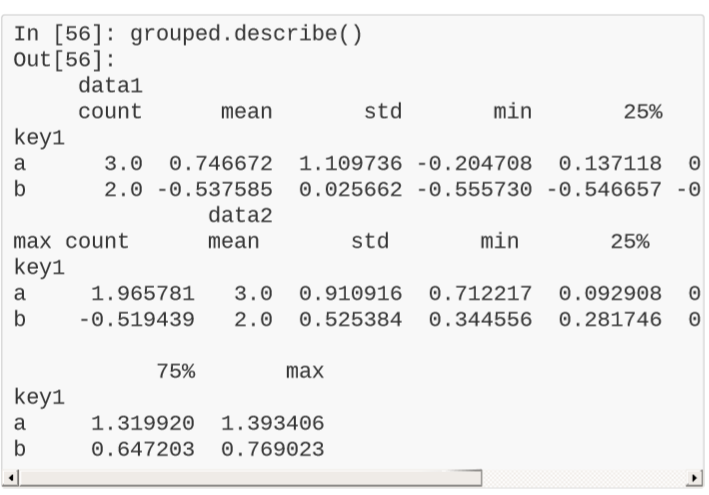 In [56]: grouped.describe()
Out[56]:
     data1
     count      mean       std       min       25%
key1
a      3.0  0.746672  1.109736 -0.204708  0.137118  0
b      2.0 -0.537585  0.025662 -0.555730 -0.546657 -0
               data2
max count      mean       std       min       25%
key1
a     1.965781   3.0  0.910916  0.712217  0.092908  0
b    -0.519439   2.0  0.525384  0.344556  0.281746  0
           75%       max
key1
a     1.319920  1.393406
b     0.647203  0.769023